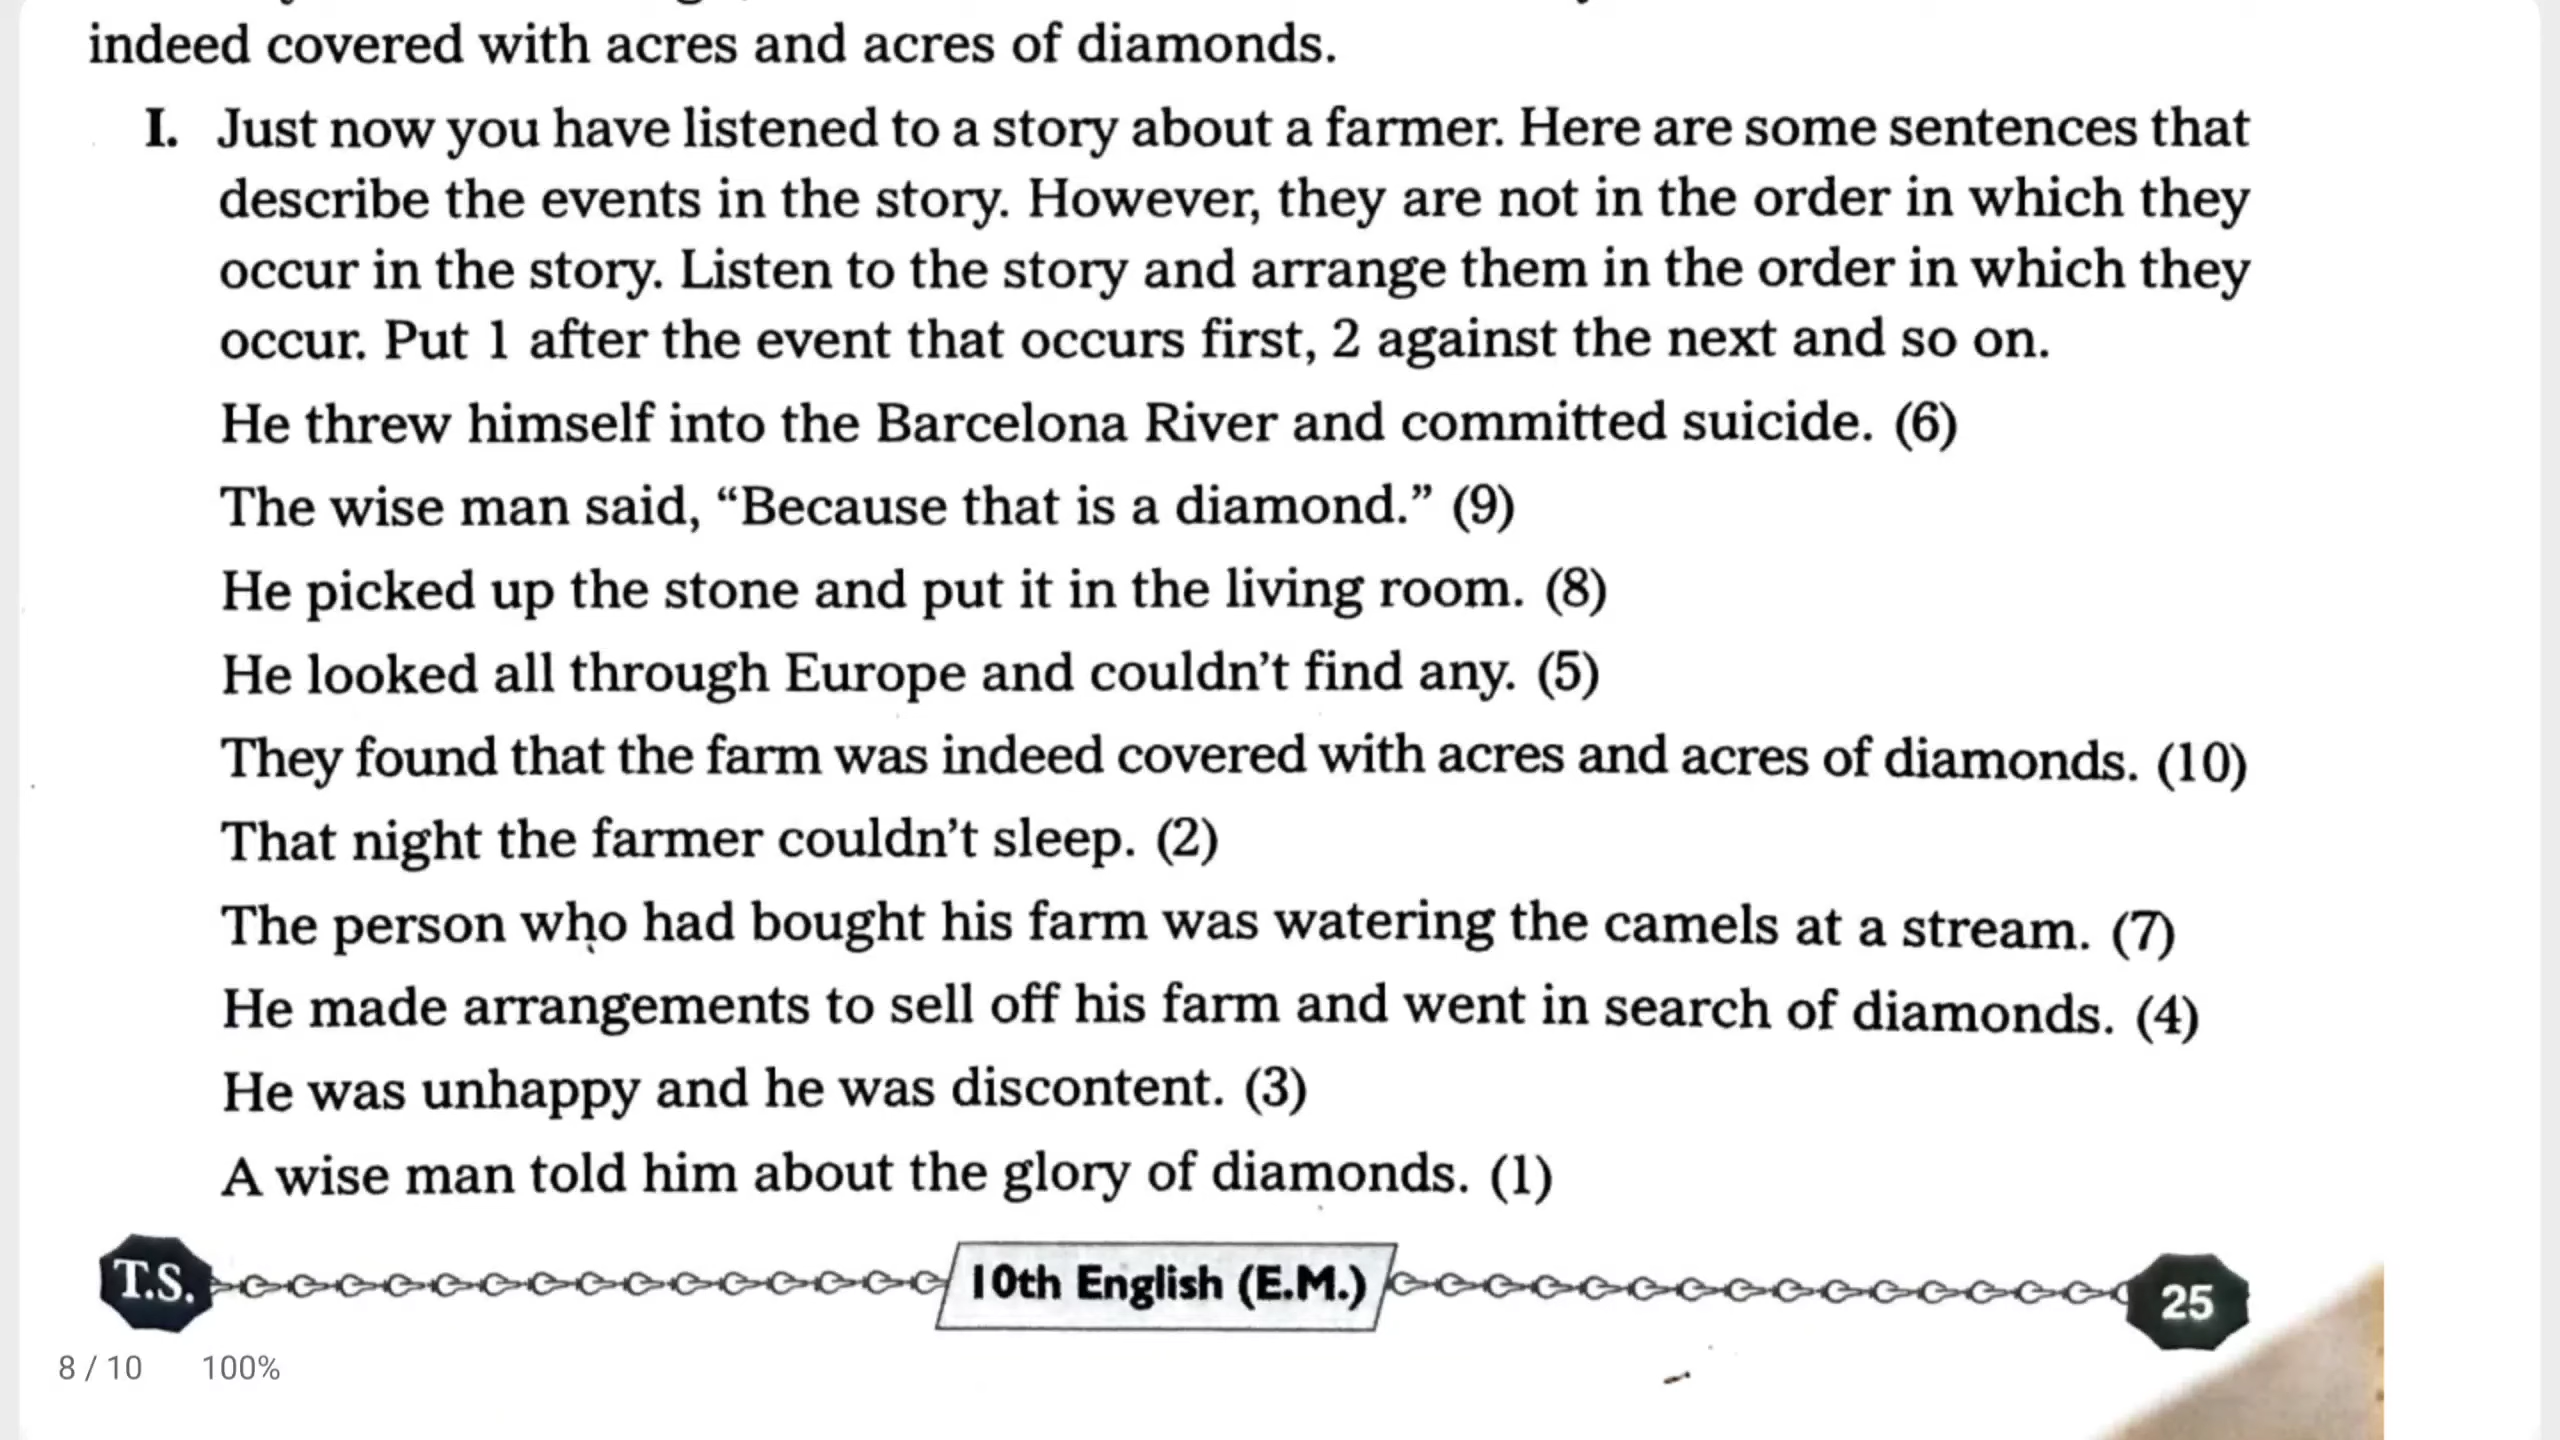 indeed covered with acres and acres of diamonds.
I. Just now you have listened to a story about a farmer. Here are some sentences that
describe the events in the story. However, they are not in the order in which they
occur in the story. Listen to the story and arrange them in the order in which they
occur. Put 1 after the event that occurs first, 2 against the next and so on.
He threw himself into the Barcelona River and committed suicide. (6)
The wise man said, “Because that is a diamond.” (9)
He picked up the stone and put it in the living room. (8)
He looked all through Europe and couldn’t find any. (5)
They found that the farm was indeed covered with acres and acres of diamonds. (10)
That night the farmer couldn’t sleep. (2)
The person who had bought his farm was watering the camels at a stream. (7)
He made arrangements to sell off his farm and went in search of diamonds. (4)
He was unhappy and he was discontent. (3)
A wise man told him about the glory of diamonds. (1)
T.S. 10th English (E.M.) 25
8 / 10 100%